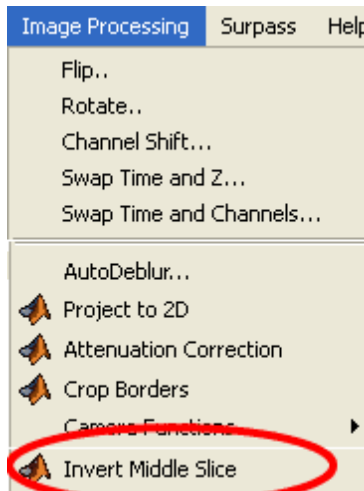 Image Processing Surpass Help
Flip..
Rotate..
Channel Shift...
Swap Time and Z...
Swap Time and Channels...
AutoDeblur...
Project to 2D
Attenuation Correction
Crop Borders
Camera Functions
Invert Middle Slice